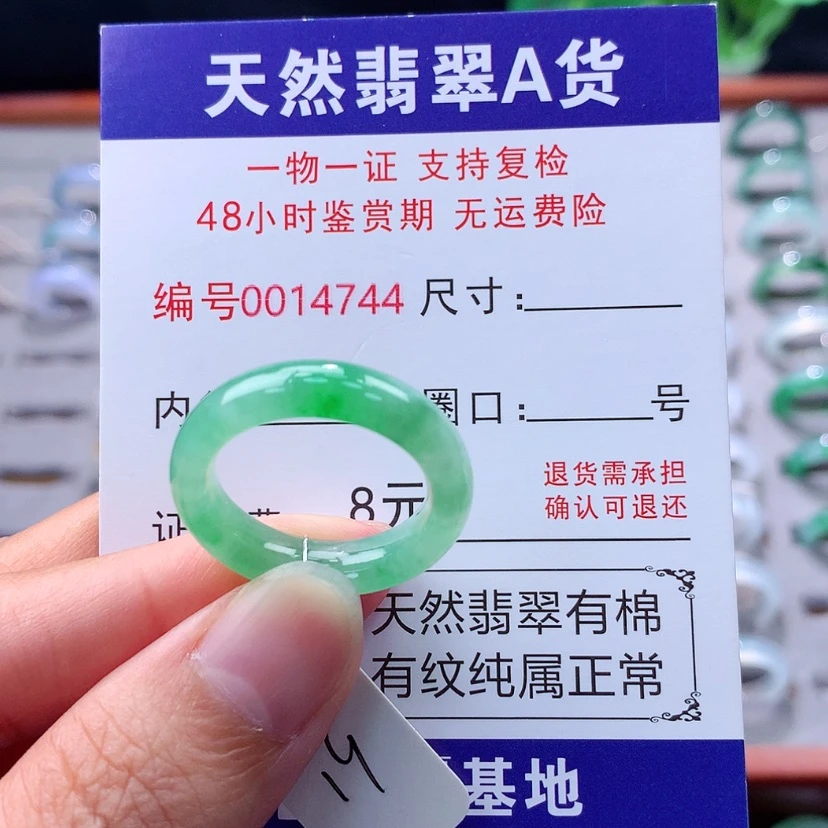 天然翡翠A货
一物一证 支持复检
48小时鉴赏期 无运费险
编号0014744 尺寸:
内 圈口: 号
退货需承担
确认可退还
证 费 8元
天然翡翠有棉
有纹纯属正常
基地
14